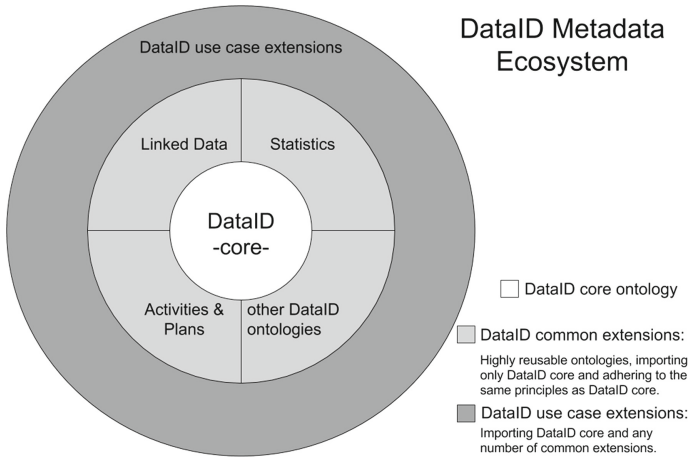 DataID Metadata
Ecosystem
DataID use case extensions
Linked Data
Statistics
DataID
-core-
Activities &
Plans
other DataID
ontologies
DataID core ontology
DataID common extensions:
Highly reusable ontologies, importing
only DataID core and adhering to the
same principles as DataID core.
DataID use case extensions:
Importing DataID core and any
number of common extensions.